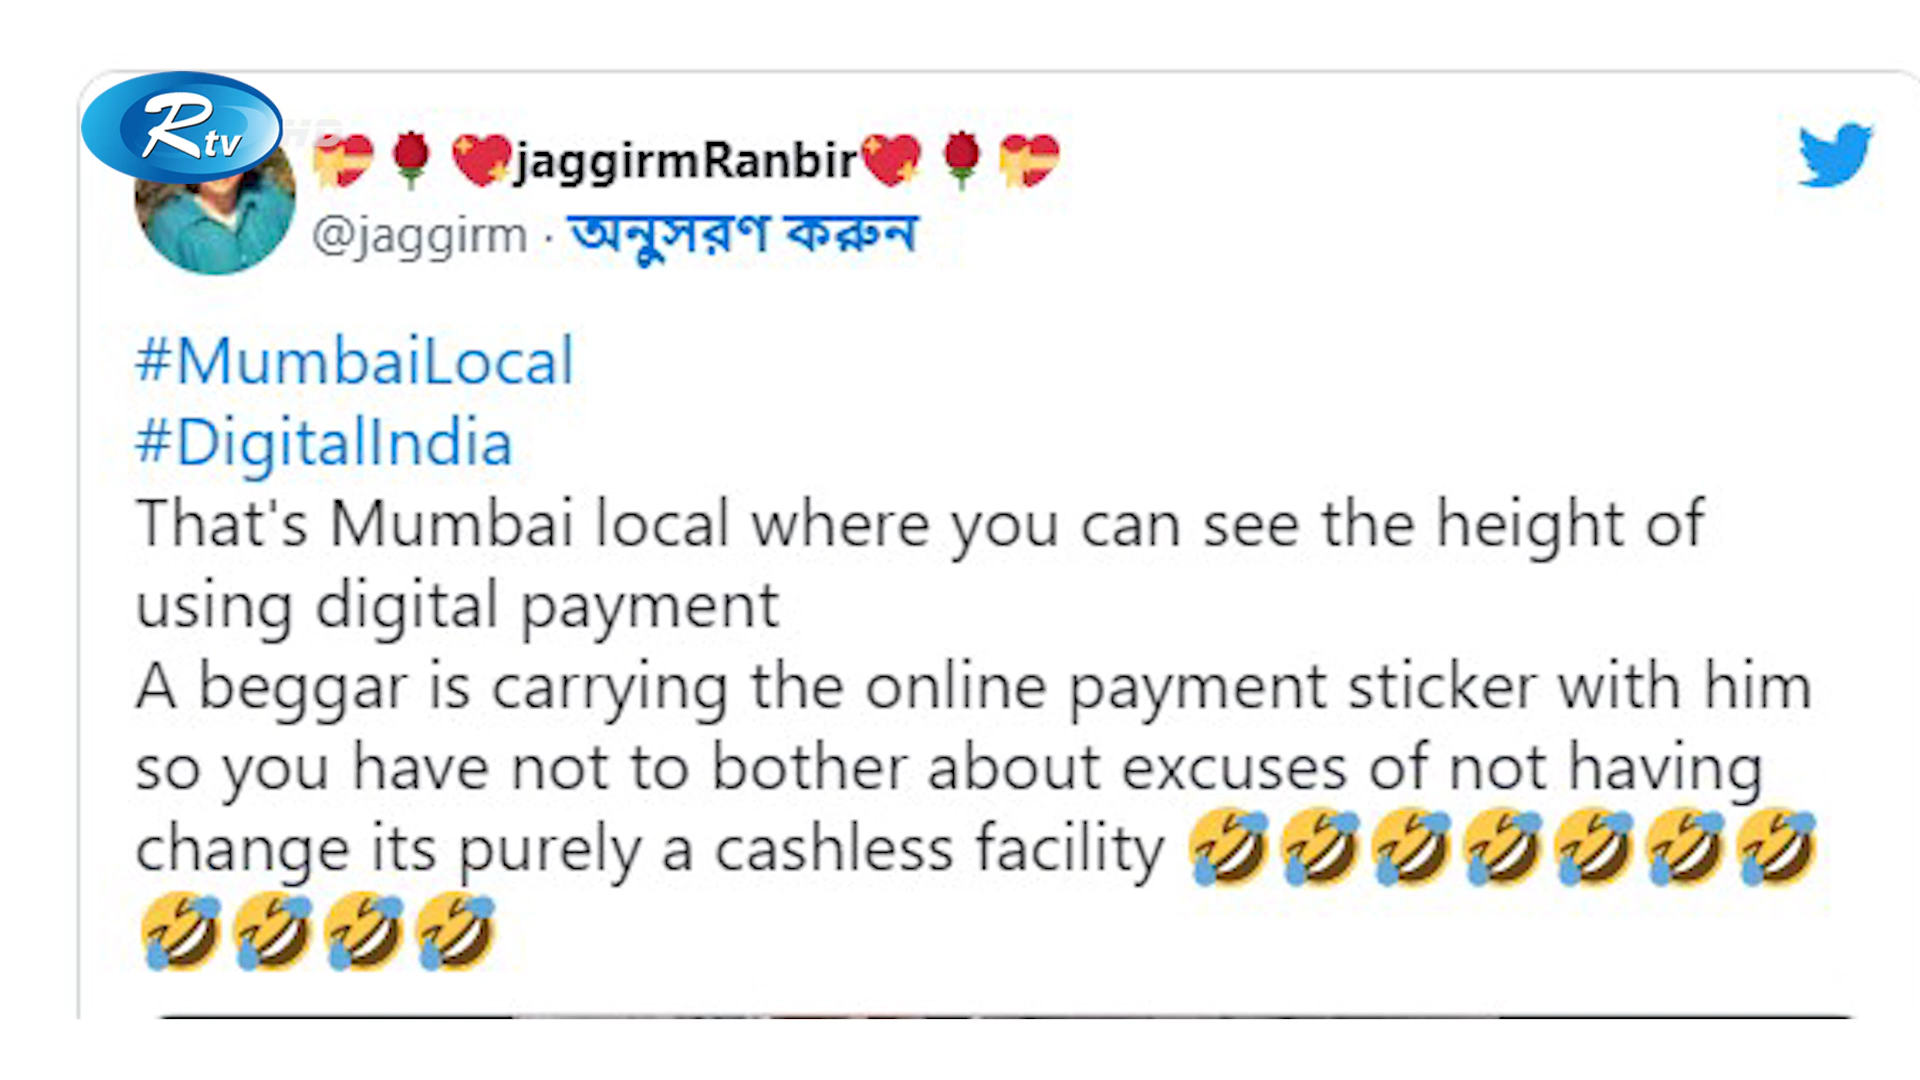 Rtv HD
💝🌹💖jaggirmRanbir💖🌹💝
@jaggirm · অনুসরণ করুন
#MumbaiLocal
#DigitalIndia
That's Mumbai local where you can see the height of
using digital payment
A beggar is carrying the online payment sticker with him
so you have not to bother about excuses of not having
change its purely a cashless facility 🤣🤣🤣🤣🤣🤣🤣
🤣🤣🤣🤣